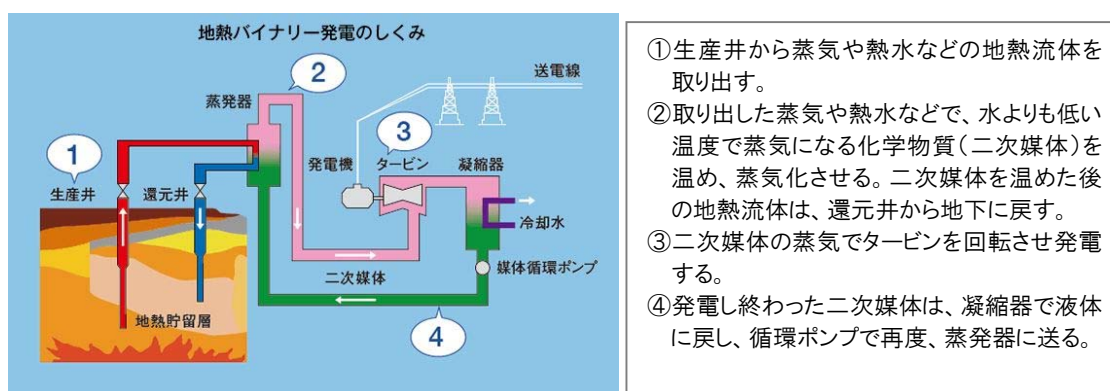 地熱バイナリー発電のしくみ
2
送電線
蒸発器
3
1
発電機
タービン
凝縮器
生産井
還元井
冷却水
媒体循環ポンプ
二次媒体
地熱貯留層
4
①生産井から蒸気や熱水などの地熱流体を
取り出す。
②取り出した蒸気や熱水などで、水よりも低い
温度で蒸気になる化学物質(二次媒体)を
温め、蒸気化させる。二次媒体を温めた後
の地熱流体は、還元井から地下に戻す。
③二次媒体の蒸気でタービンを回転させ発電
する。
④発電し終わった二次媒体は、凝縮器で液体
に戻し、循環ポンプで再度、蒸発器に送る。